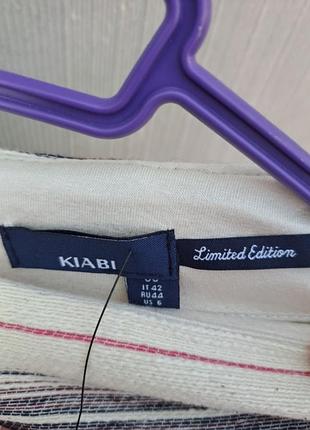 KIABI
Limited Edition
IT 42
RU 44
US 6